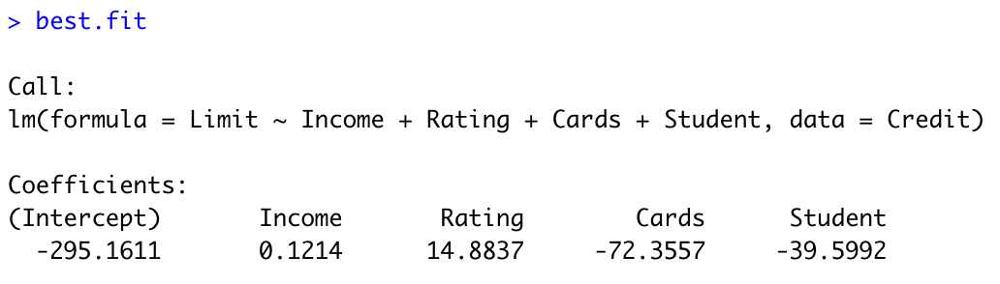 > best.fit
Call:
lm(formula = Limit ~ Income + Rating + Cards + Student, data = Credit)
Coefficients:
(Intercept) Income Rating Cards Student
-295.1611 0.1214 14.8837 -72.3557 -39.5992